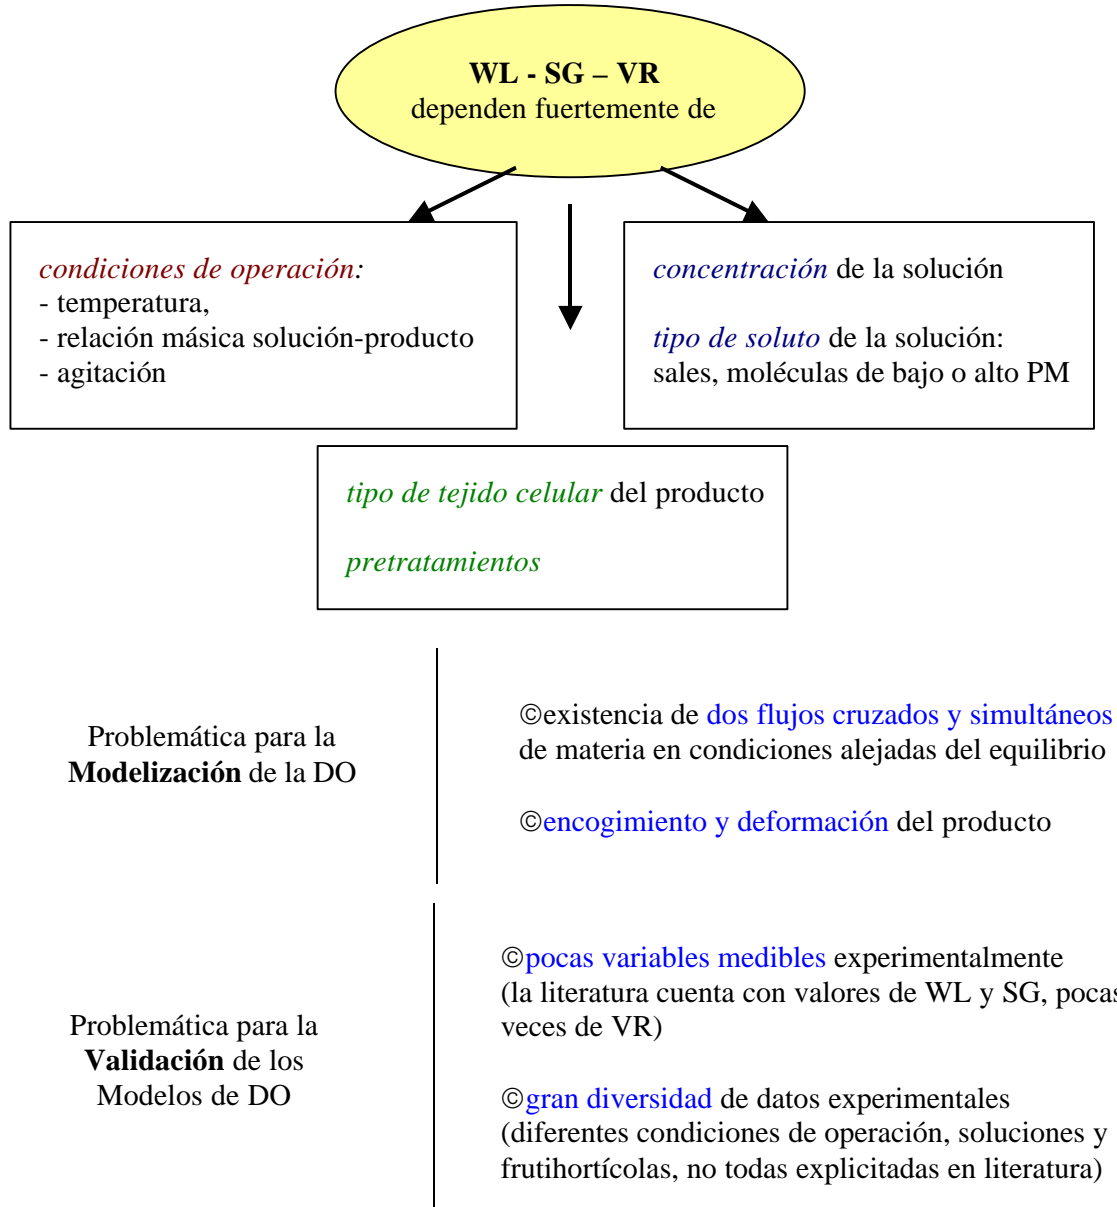 WL - SG – VR
dependen fuertemente de
condiciones de operación:
- temperatura,
- relación másica solución-producto
- agitación
concentración de la solución
tipo de soluto de la solución:
sales, moléculas de bajo o alto PM
tipo de tejido celular del producto
pretratamientos
Problemática para la
Modelización de la DO
©existencia de dos flujos cruzados y simultáneos
de materia en condiciones alejadas del equilibrio
©encogimiento y deformación del producto
Problemática para la
Validación de los
Modelos de DO
©pocas variables medibles experimentalmente
(la literatura cuenta con valores de WL y SG, pocas
veces de VR)
©gran diversidad de datos experimentales
(diferentes condiciones de operación, soluciones y
frutihortícolas, no todas explicitadas en literatura)